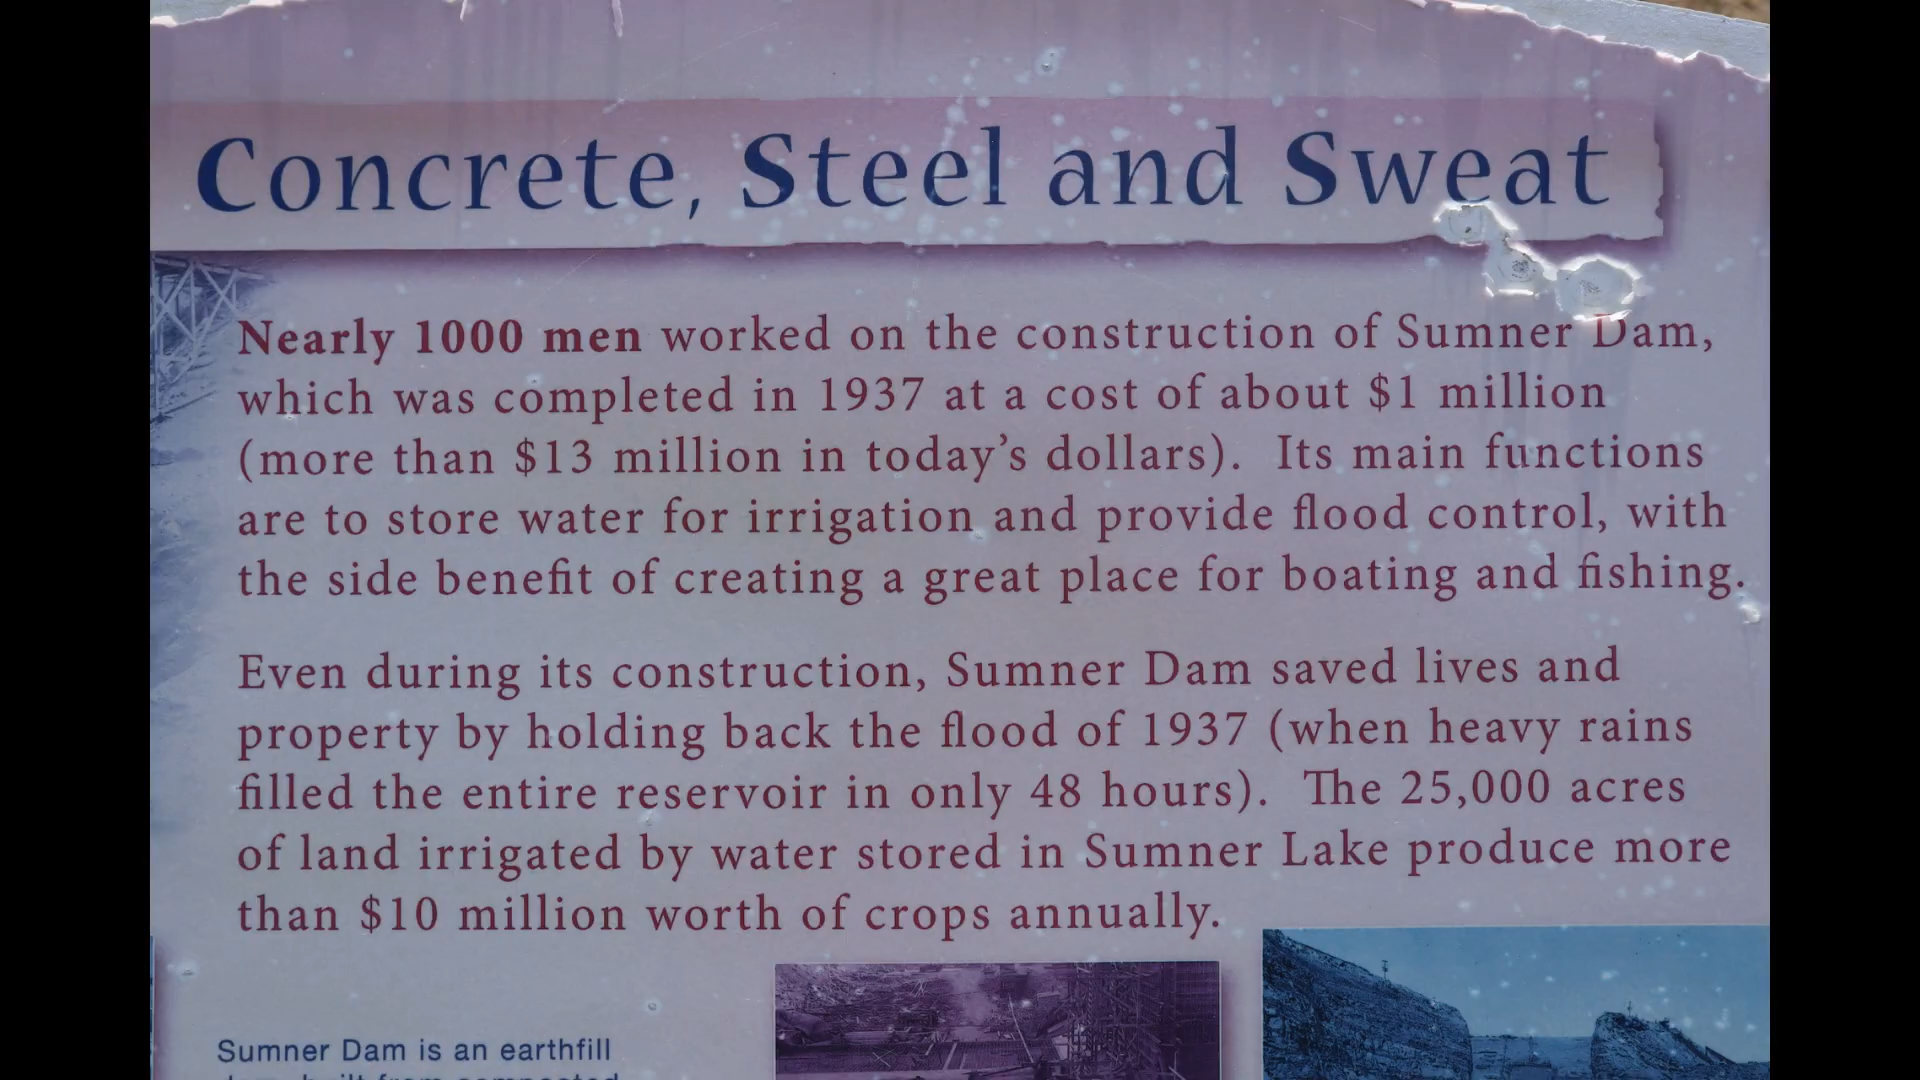 Concrete, Steel and Sweat
Nearly 1000 men worked on the construction of Sumner Dam,
which was completed in 1937 at a cost of about $1 million
(more than $13 million in today's dollars). Its main functions
are to store water for irrigation and provide flood control, with
the side benefit of creating a great place for boating and fishing.
Even during its construction, Sumner Dam saved lives and
property by holding back the flood of 1937 (when heavy rains
filled the entire reservoir in only 48 hours). The 25,000 acres
of land irrigated by water stored in Sumner Lake produce more
than $10 million worth of crops annually.
Sumner Dam is an earthfill